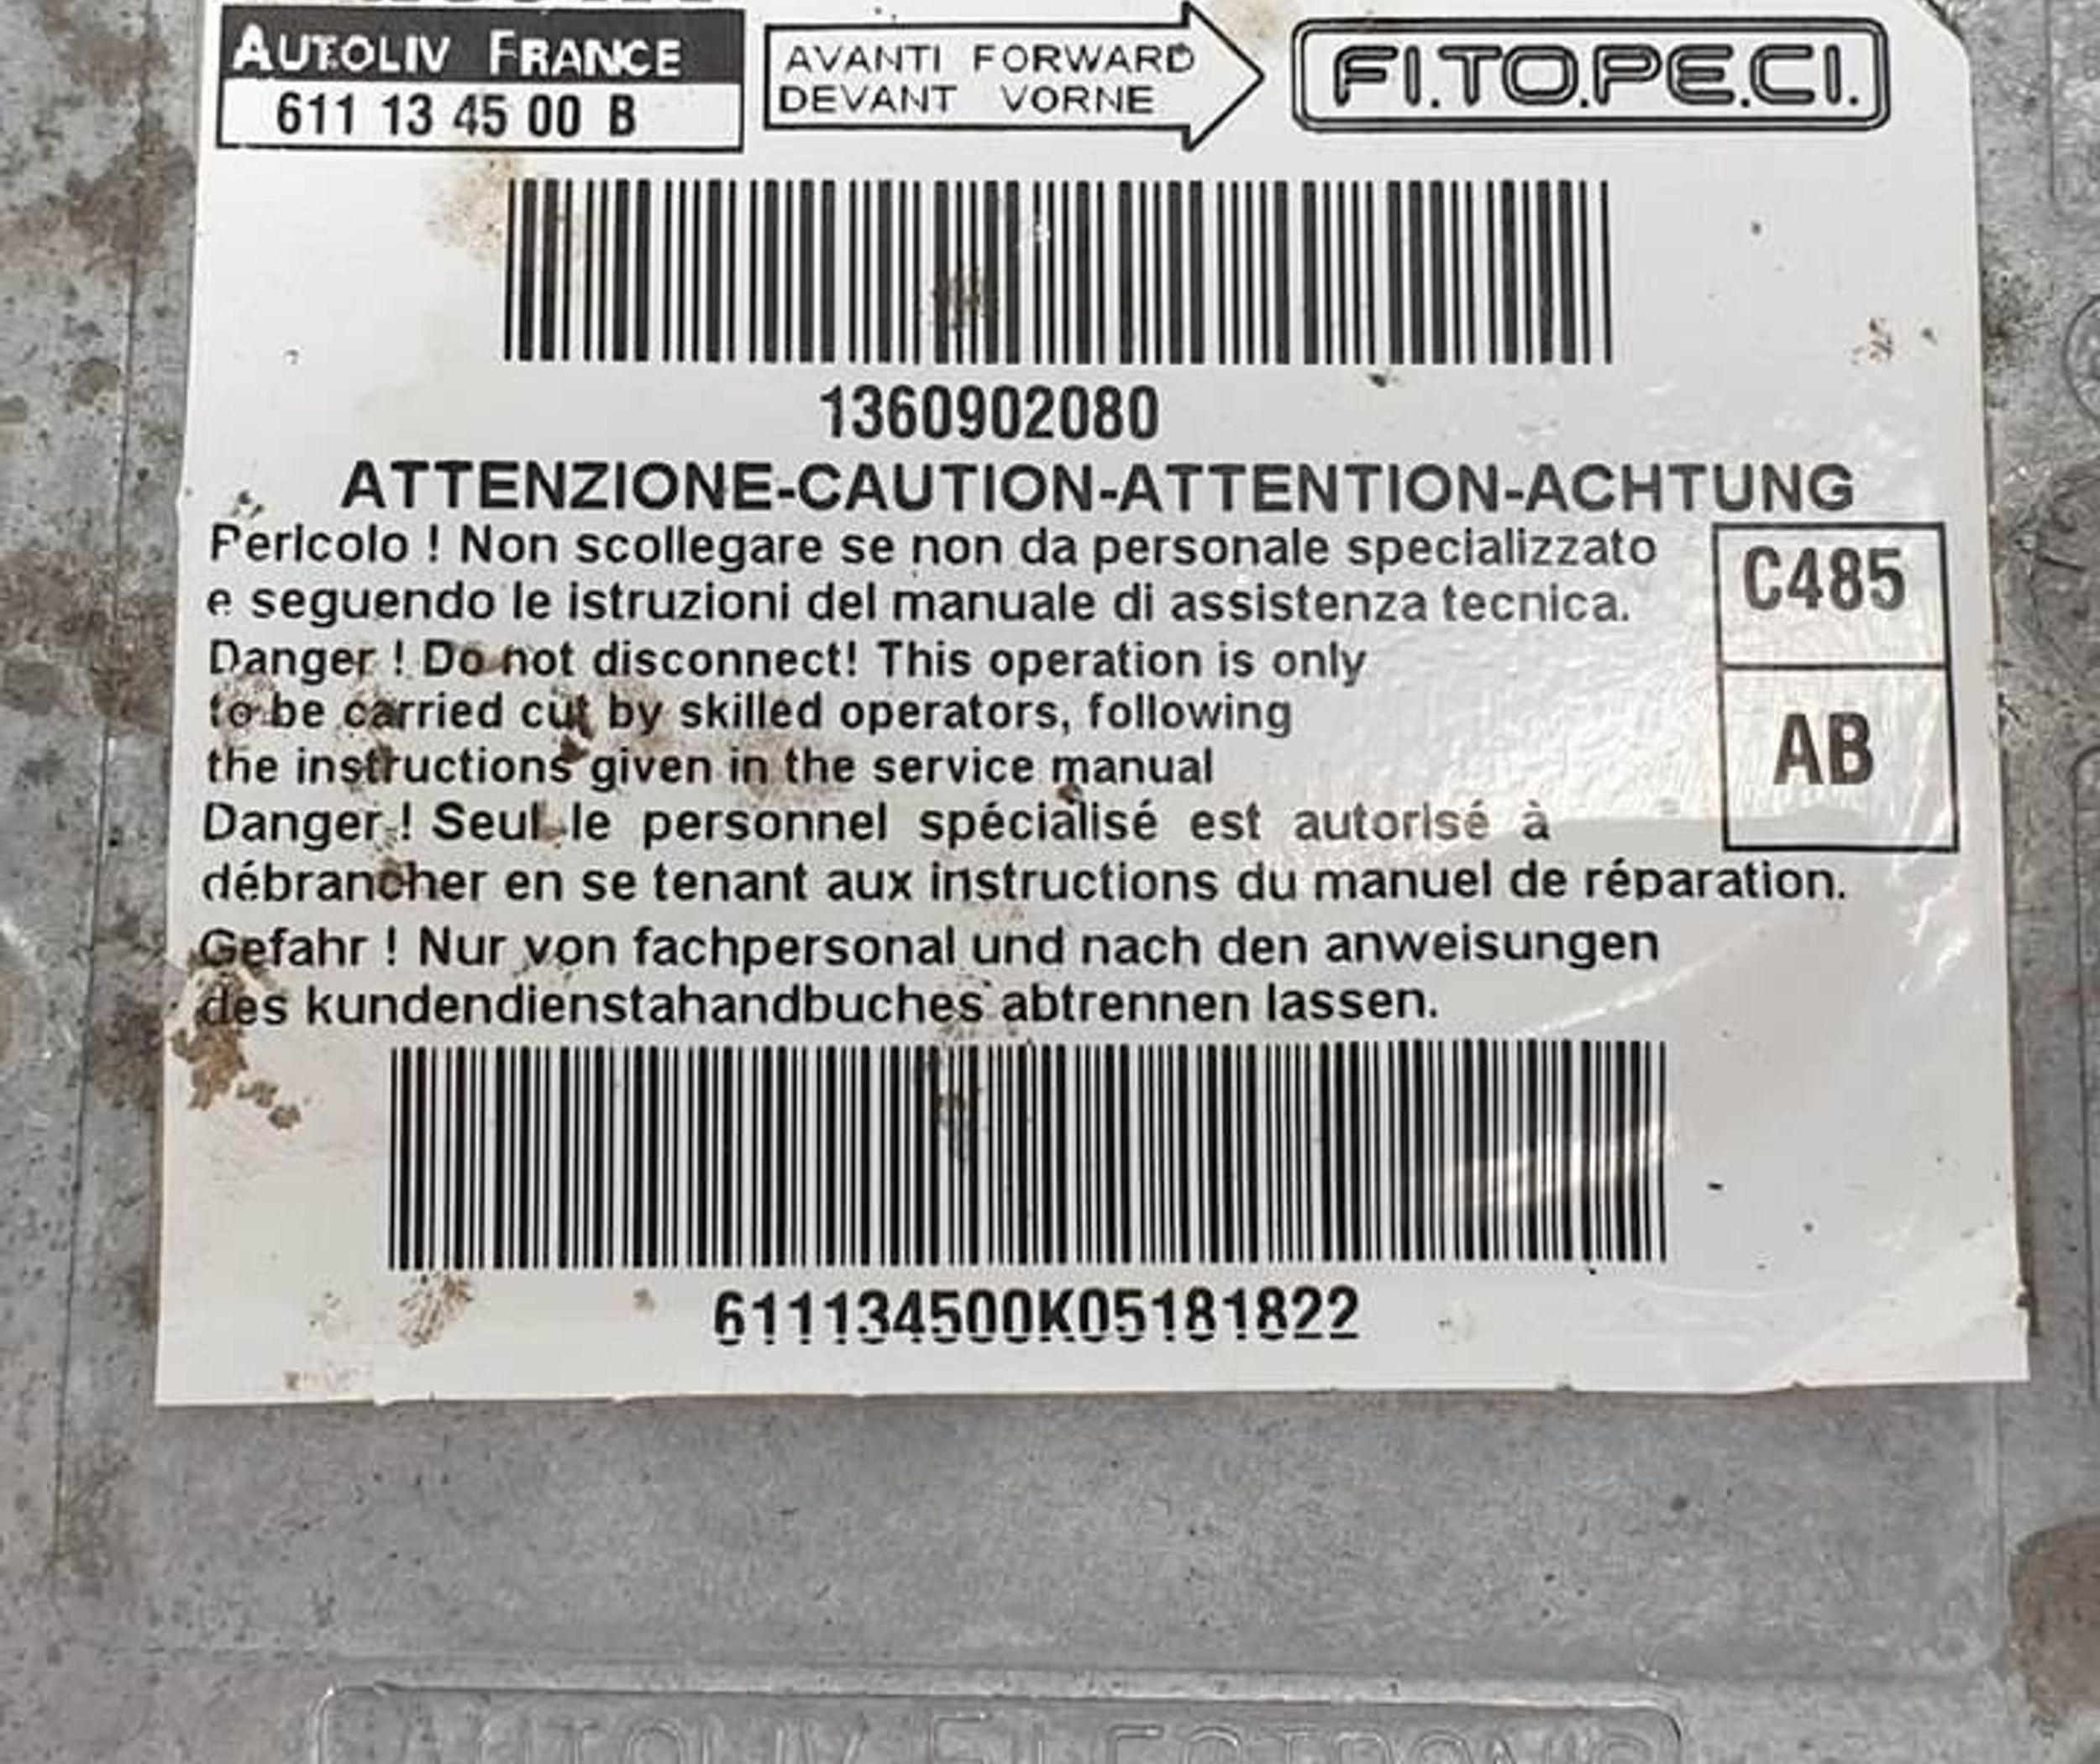 AUTOLIV FRANCE
611 13 45 00 B
AVANTI FORWARD
DEVANT VORNE
FI.TO.PE.CI.
1360902080
ATTENZIONE-CAUTION-ATTENTION-ACHTUNG
Pericolo ! Non scollegare se non da personale specializzato
e seguendo le istruzioni del manuale di assistenza tecnica.
C485
AB
Danger ! Do not disconnect! This operation is only
to be carried out by skilled operators, following
the instructions given in the service manual
Danger ! Seul le personnel spécialisé est autorisé à
débrancher en se tenant aux instructions du manuel de réparation.
Gefahr ! Nur von fachpersonal und nach den anweisungen
des kundendienstahandbuches abtrennen lassen.
611134500K05181822
AUTOLIV ELECTRONIC